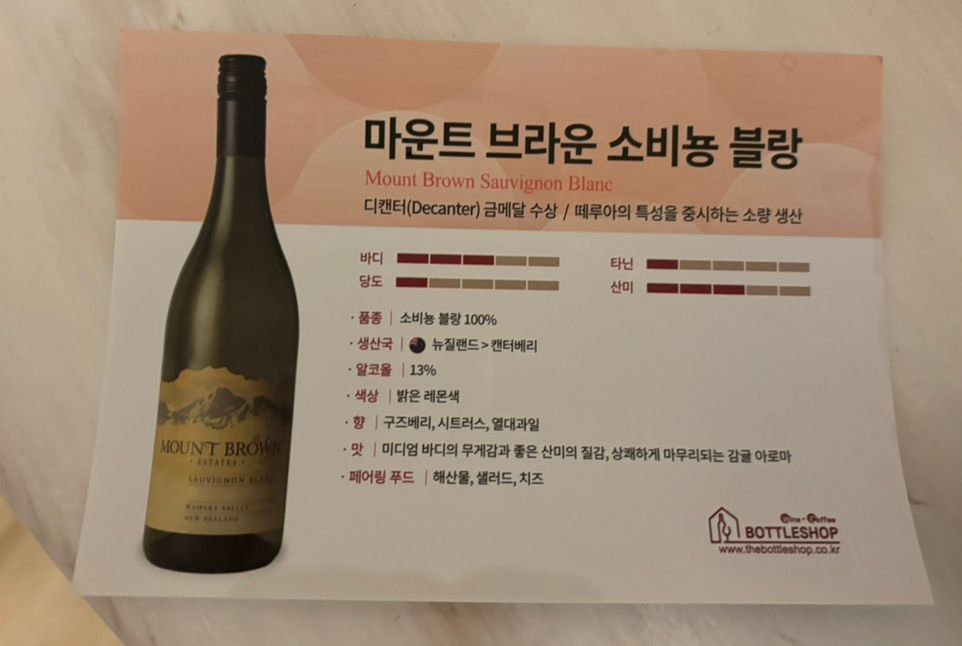 마운트 브라운 소비뇽 블랑
Mount Brown Sauvignon Blanc
디캔터(Decanter) 금메달 수상 / 떼루아의 특성을 중시하는 소량 생산
바디
타닌
당도
산미
· 품종 | 소비뇽 블랑 100%
· 생산국 | 뉴질랜드 > 캔터베리
· 알코올 | 13%
· 색상 | 밝은 레몬색
· 향 | 구즈베리, 시트러스, 열대과일
· 맛 | 미디엄 바디의 무게감과 좋은 산미의 질감, 상쾌하게 마무리되는 감귤 아로마
· 페어링 푸드 | 해산물, 샐러드, 치즈
MOUNT BROWN
· ESTATES ·
SAUVIGNON BLANC
WAIPARA VALLEY
NEW ZEALAND
Wine · Coffee
BOTTLESHOP
www.thebottleshop.co.kr